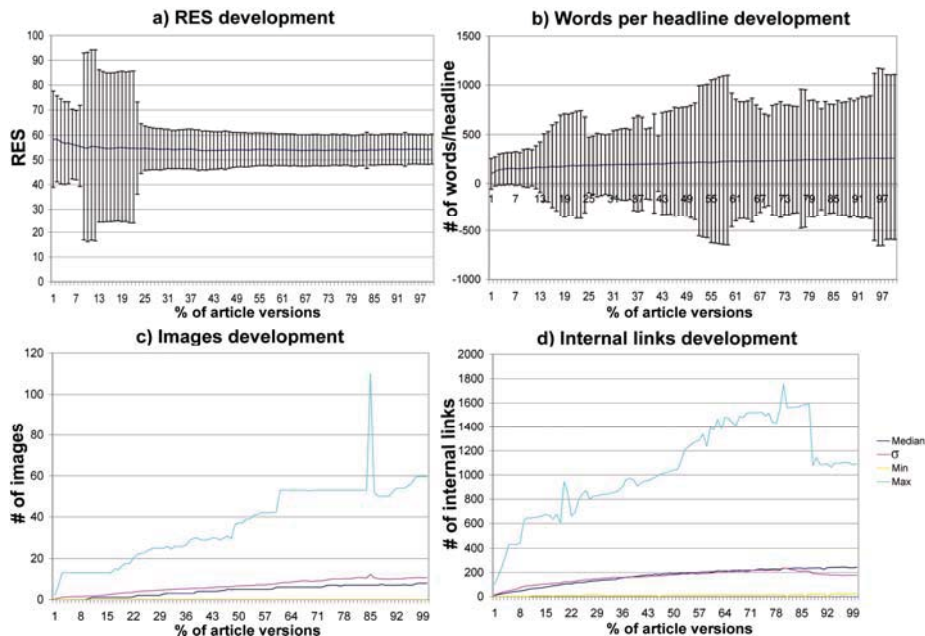 a) RES development
100
90
80
70
60
50
40
30
20
10
0
RES
1 7 13 19 25 31 37 43 49 55 61 67 73 79 85 91 97
% of article versions
b) Words per headline development
1500
1000
500
0
-500
-1000
# of words/headline
1 7 13 19 25 31 37 43 49 55 61 67 73 79 85 91 97
% of article versions
c) Images development
120
100
80
60
40
20
0
# of images
1 8 15 22 29 36 43 50 57 64 71 78 85 92 99
% of article versions
d) Internal links development
2000
1800
1600
1400
1200
1000
800
600
400
200
0
# of internal links
1 8 15 22 29 36 43 50 57 64 71 78 85 92 99
% of article versions
Median
σ
Min
Max